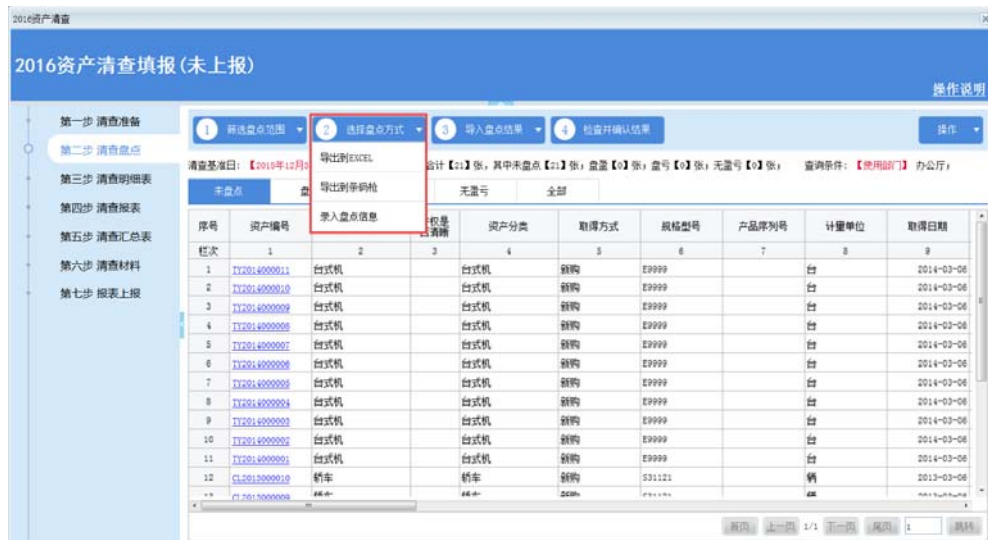 2016资产清查
2016资产清查填报(未上报)
操作说明
第一步 清查准备
第二步 清查盘点
第三步 清查明细表
第四步 清查报表
第五步 清查汇总表
第六步 清查材料
第七步 报表上报
1 筛选盘点范围 2 选择盘点方式 3 导入盘点结果 4 检查并确认结果 操作
导出到EXCEL
导出到条码枪
录入盘点信息
清查基准日: 【2015年12月3 合计【21】张, 其中未盘点【21】张, 盘盈【0】张, 盘亏【0】张, 无盈亏【0】张, 查询条件: 【使用部门】 办公厅,
未盘点 盘 无盈亏 全部
序号 资产编号 资产分类 取得方式 规格型号 产品序列号 计量单位 取得日期
栏次 1 2 3 4 5 6 7 8 9
1 TY2014000011 台式机 台式机 新购 E9999 台 2014-03-06
2 TY2014000010 台式机 台式机 新购 E9999 台 2014-03-06
3 TY2014000009 台式机 台式机 新购 E9999 台 2014-03-06
4 TY2014000008 台式机 台式机 新购 E9999 台 2014-03-06
5 TY2014000007 台式机 台式机 新购 E9999 台 2014-03-06
6 TY2014000006 台式机 台式机 新购 E9999 台 2014-03-06
7 TY2014000005 台式机 台式机 新购 E9999 台 2014-03-06
8 TY2014000004 台式机 台式机 新购 E9999 台 2014-03-06
9 TY2014000003 台式机 台式机 新购 E9999 台 2014-03-06
10 TY2014000002 台式机 台式机 新购 E9999 台 2014-03-06
11 TY2014000001 台式机 台式机 新购 E9999 台 2014-03-06
12 CL2013000010 轿车 轿车 新购 S31121 辆 2013-03-06
首页 上一页 1/1 下一页 尾页 1 跳转